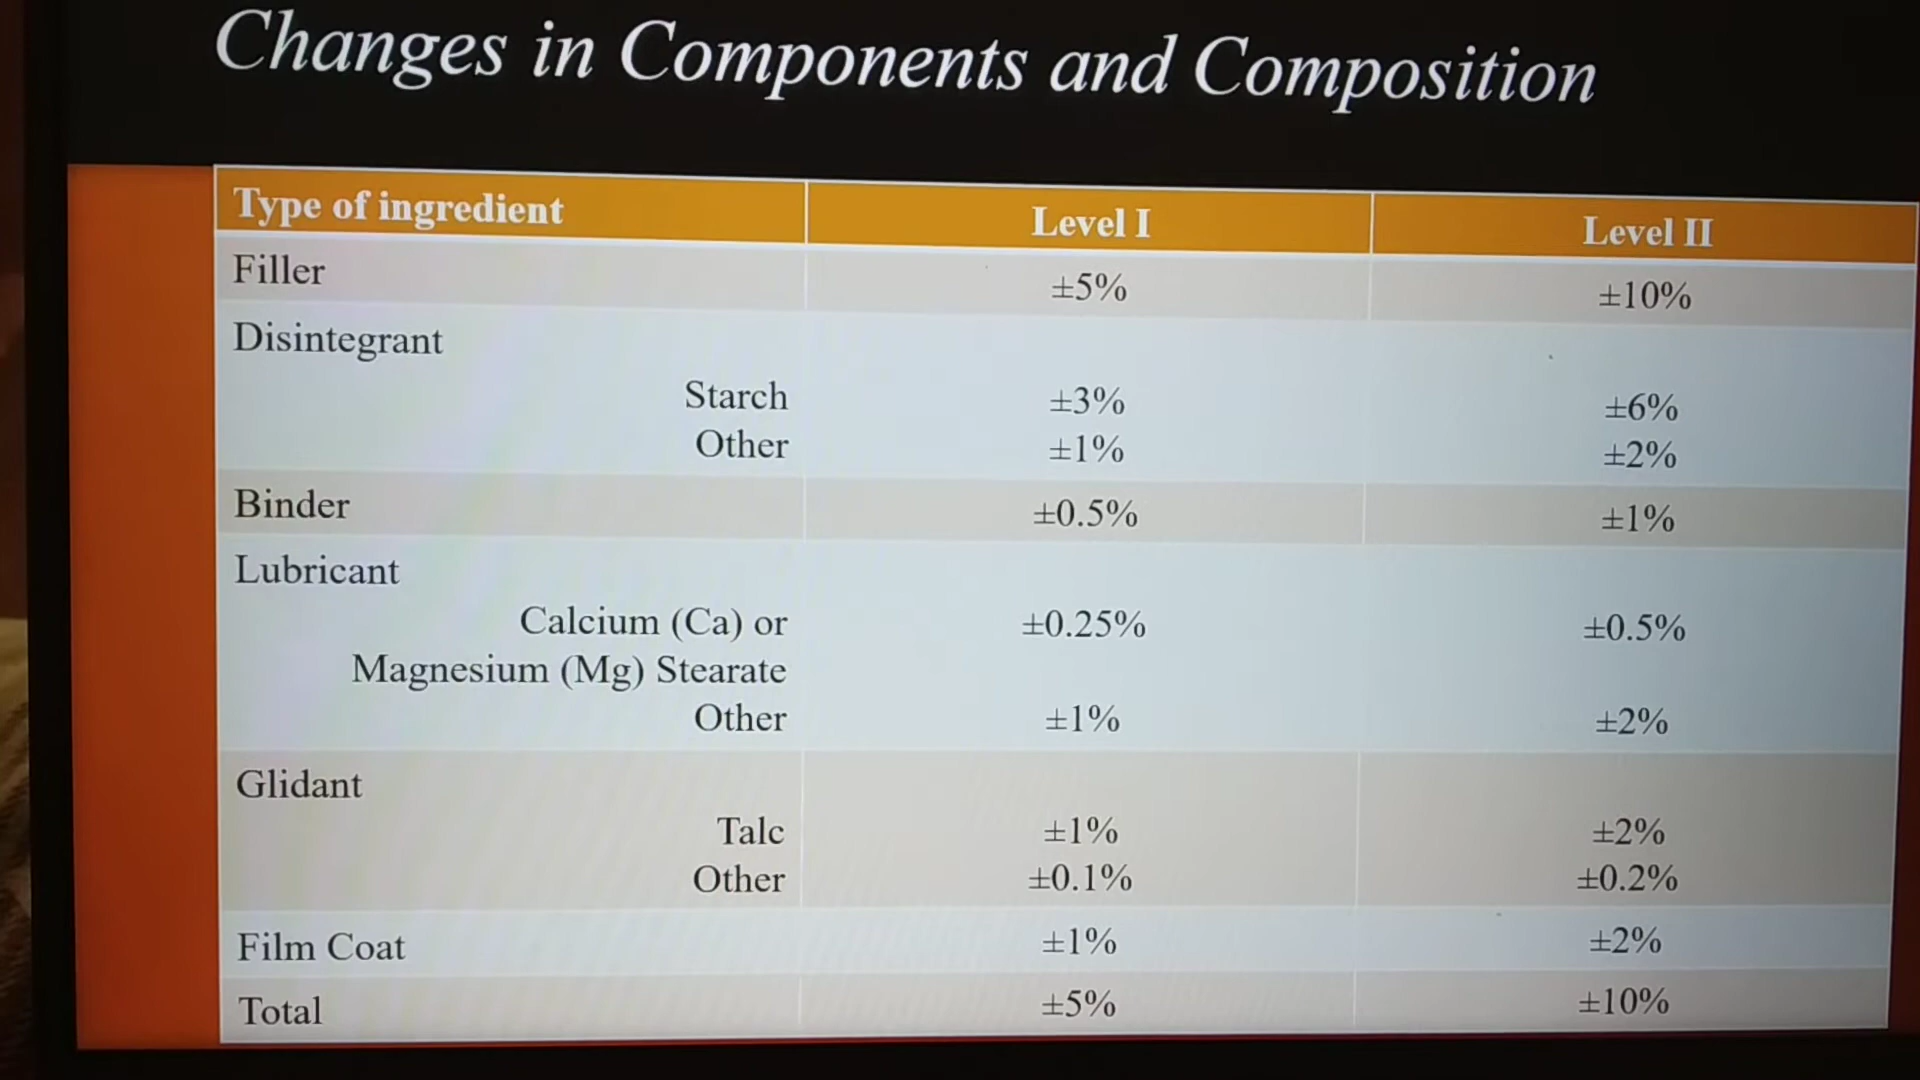 Changes in Components and Composition
Type of ingredient Level I Level II
Filler ±5% ±10%
Disintegrant
Starch ±3% ±6%
Other ±1% ±2%
Binder ±0.5% ±1%
Lubricant
Calcium (Ca) or ±0.25% ±0.5%
Magnesium (Mg) Stearate
Other ±1% ±2%
Glidant
Talc ±1% ±2%
Other ±0.1% ±0.2%
Film Coat ±1% ±2%
Total ±5% ±10%